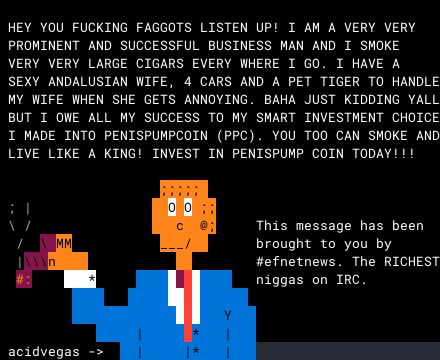 HEY YOU FUCKING FAGGOTS LISTEN UP! I AM A VERY VERY
PROMINENT AND SUCCESSFUL BUSINESS MAN AND I SMOKE
VERY VERY LARGE CIGARS EVERY WHERE I GO. I HAVE A
SEXY ANDALUSIAN WIFE, 4 CARS AND A PET TIGER TO HANDLE
MY WIFE WHEN SHE GETS ANNOYING. BAHA JUST KIDDING YALL
BUT I OWE ALL MY SUCCESS TO MY SMART INVESTMENT CHOICE
I MADE INTO PENISPUMPCOIN (PPC). YOU TOO CAN SMOKE AND
LIVE LIKE A KING! INVEST IN PENISPUMP COIN TODAY!!!
This message has been
brought to you by
#efnetnews. The RICHEST
niggas on IRC.
acidvegas ->